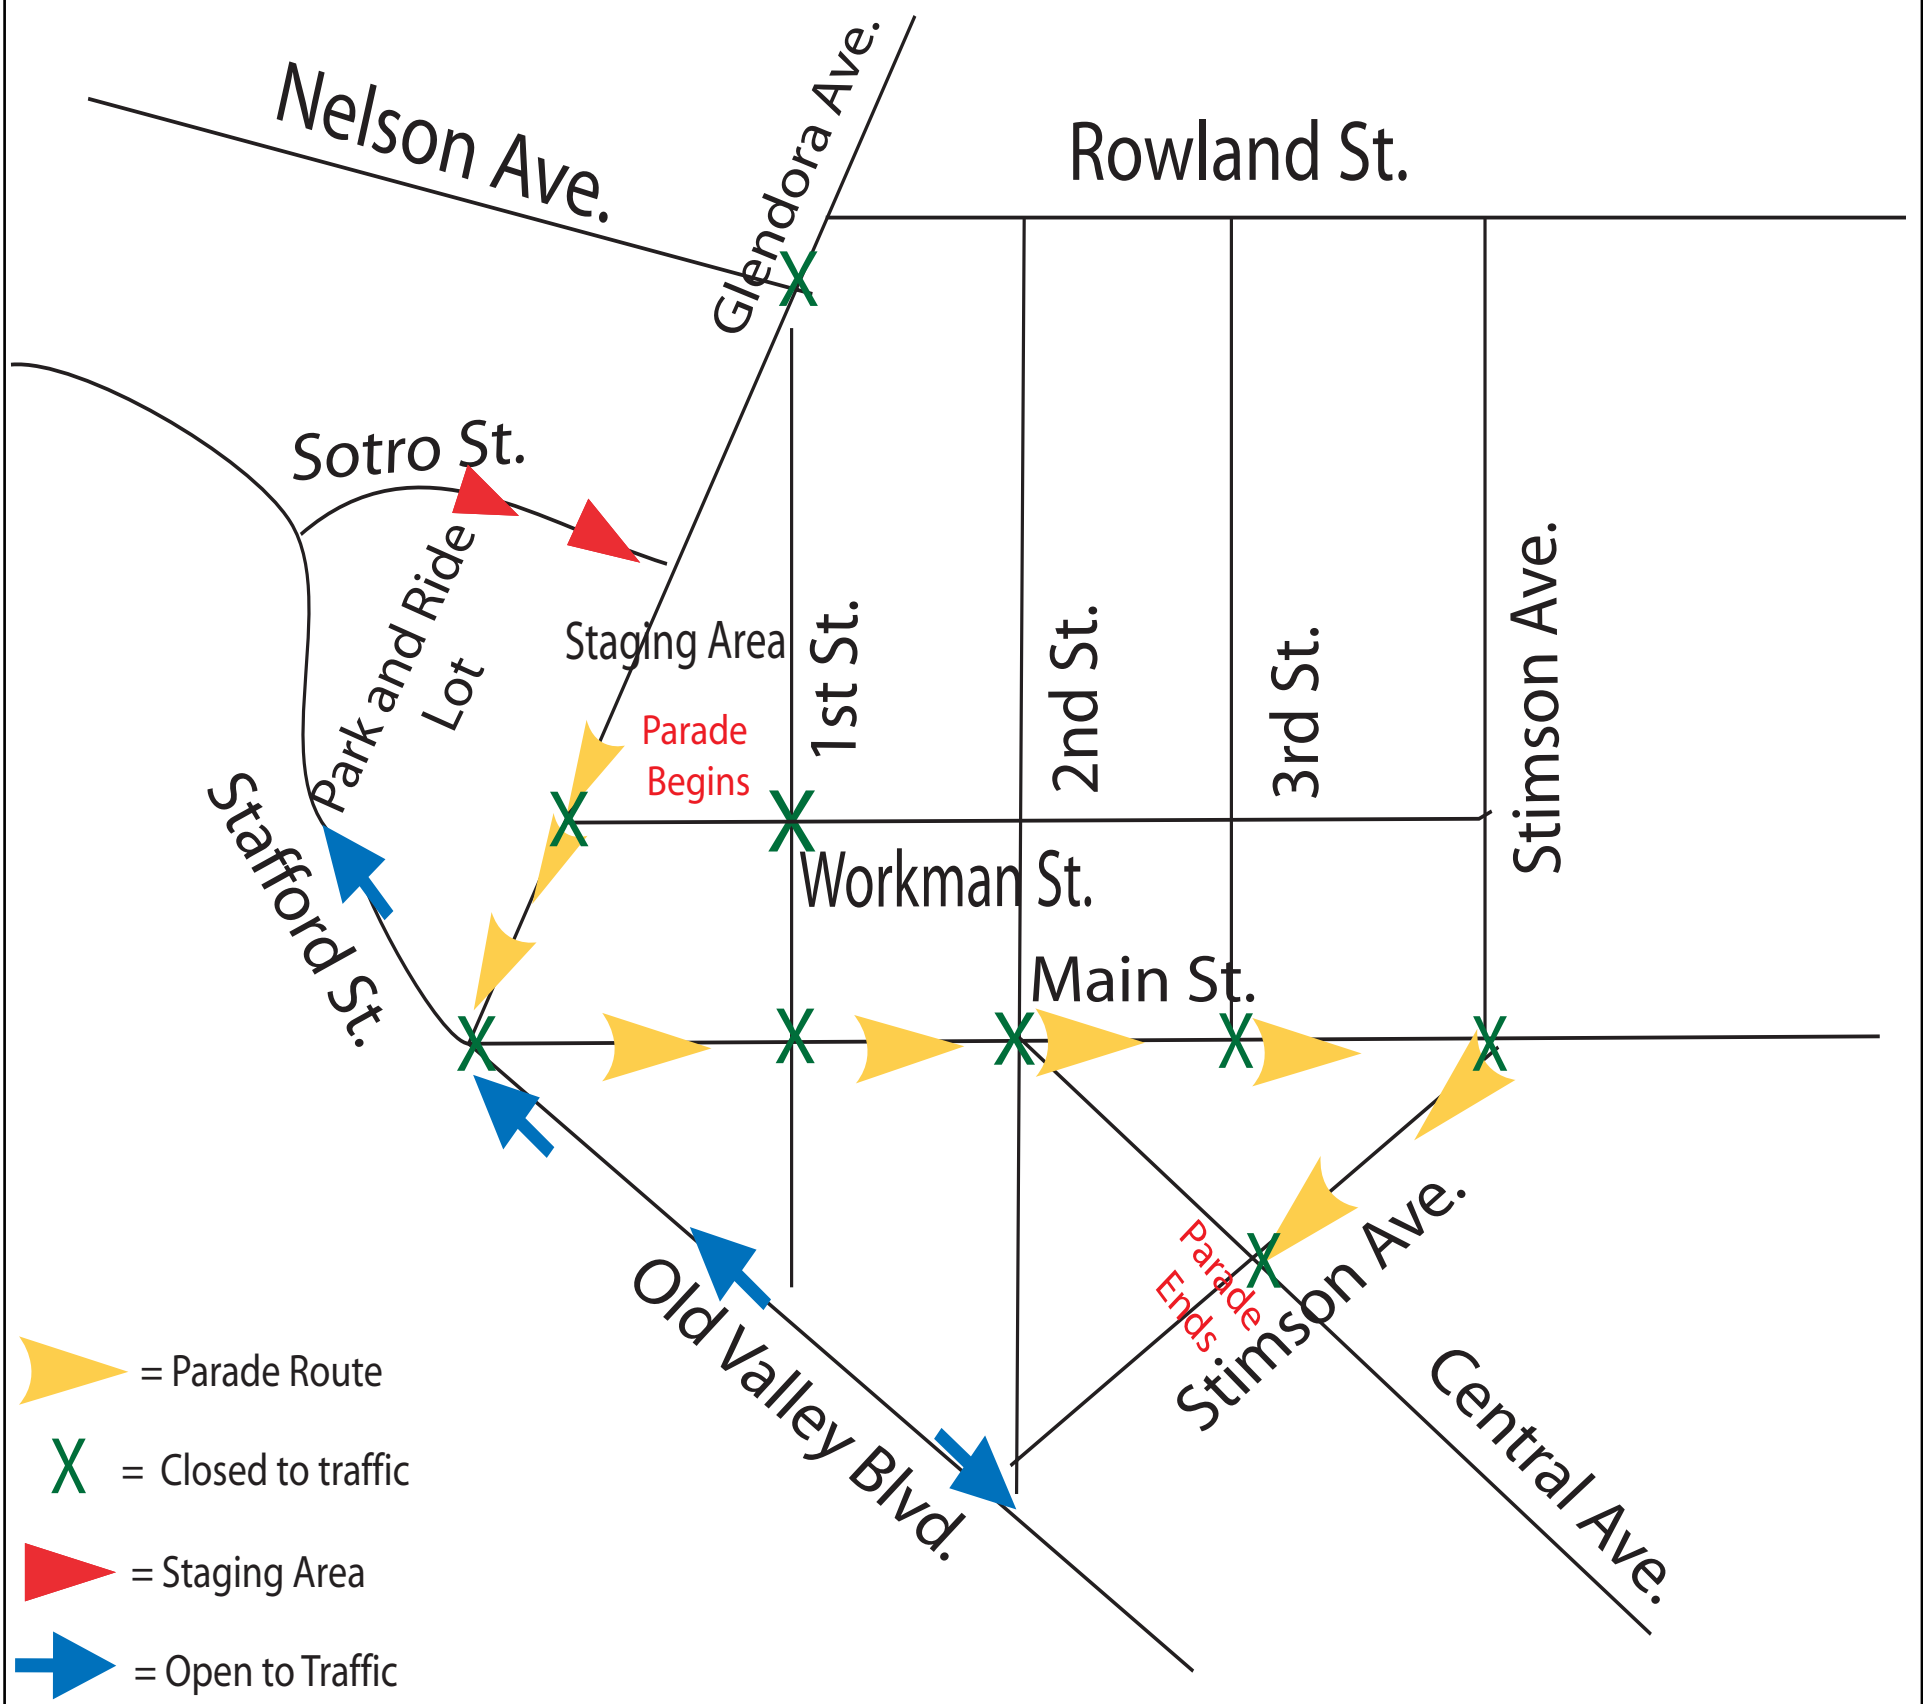 Nelson Ave.
Glendora Ave.
Rowland St.
Sotro St.
Park and Ride
Lot
Staging Area
1st St.
2nd St.
3rd St.
Stimson Ave.
Parade
Begins
Stafford St.
Workman St.
Main St.
Old Valley Blvd.
Parade
Ends
Stimson Ave.
Central Ave.
= Parade Route
X = Closed to traffic
= Staging Area
= Open to Traffic
X
X
X
X
X
X
X
X
X